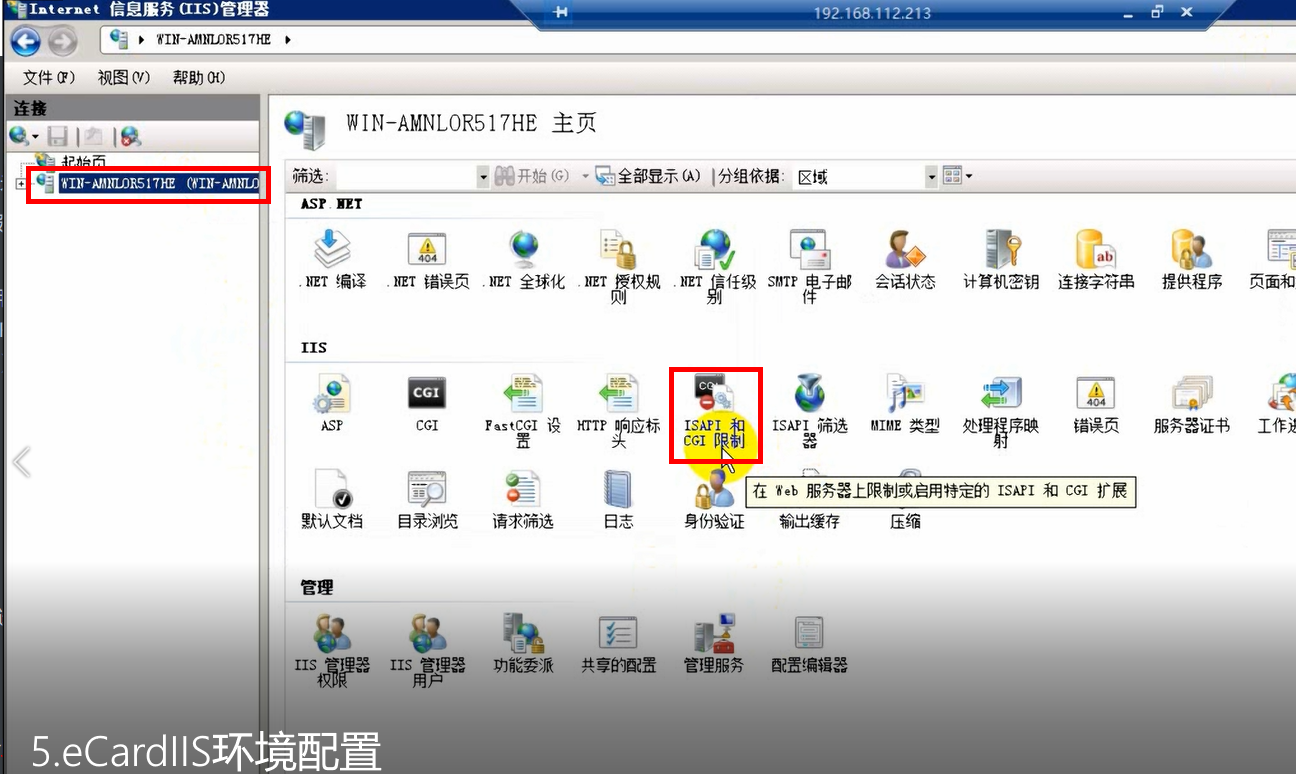 Internet 信息服务(IIS)管理器
192.168.112.213
WIN-AMNLOR517HE
文件(F) 视图(V) 帮助(H)
连接
起始页
WIN-AMNLOR517HE (WIN-AMNLO
WIN-AMNLOR517HE 主页
筛选: 开始(G) 全部显示(A) 分组依据: 区域
ASP.NET
.NET 编译
.NET 错误页
.NET 全球化
.NET 授权规
则
.NET 信任级
别
SMTP 电子邮
件
会话状态
计算机密钥
连接字符串
提供程序
页面和
IIS
ASP
CGI
FastCGI 设
置
HTTP 响应标
头
ISAPI 和
CGI 限制
ISAPI 筛选
器
MIME 类型
处理程序映
射
错误页
服务器证书
工作进
在 Web 服务器上限制或启用特定的 ISAPI 和 CGI 扩展
默认文档
目录浏览
请求筛选
日志
身份验证
输出缓存
压缩
管理
IIS 管理器
权限
IIS 管理器
用户
功能委派
共享的配置
管理服务
配置编辑器
404
404
ab
CGI
5.eCardIIS环境配置